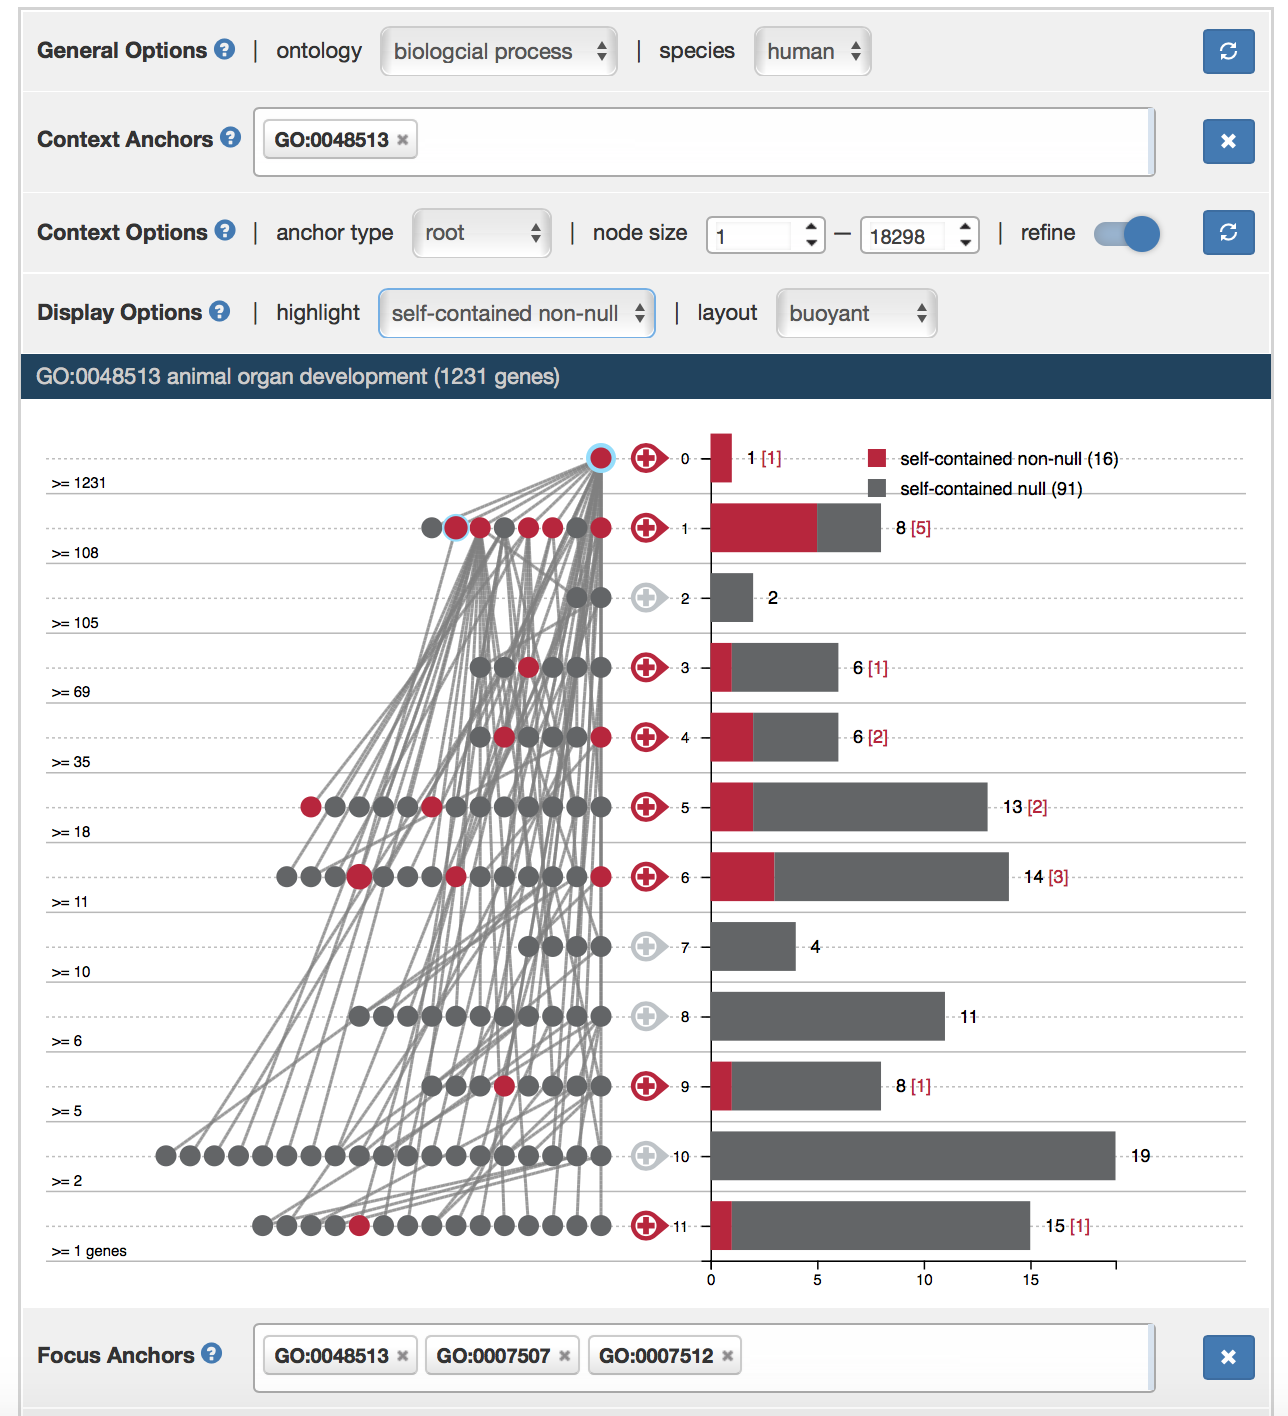 General Options ? | ontology biologcial process | species human
Context Anchors ? GO:0048513 ×
Context Options ? | anchor type root | node size 1 – 18298 | refine
Display Options ? | highlight self-contained non-null | layout buoyant
GO:0048513 animal organ development (1231 genes)
0 1 [1] self-contained non-null (16)
>= 1231 self-contained null (91)
1 8 [5]
>= 108
2 2
>= 105
3 6 [1]
>= 69
4 6 [2]
>= 35
5 13 [2]
>= 18
6 14 [3]
>= 11
7 4
>= 10
8 11
>= 6
9 8 [1]
>= 5
10 19
>= 2
11 15 [1]
>= 1 genes
0 5 10 15
Focus Anchors ? GO:0048513 × GO:0007507 × GO:0007512 ×